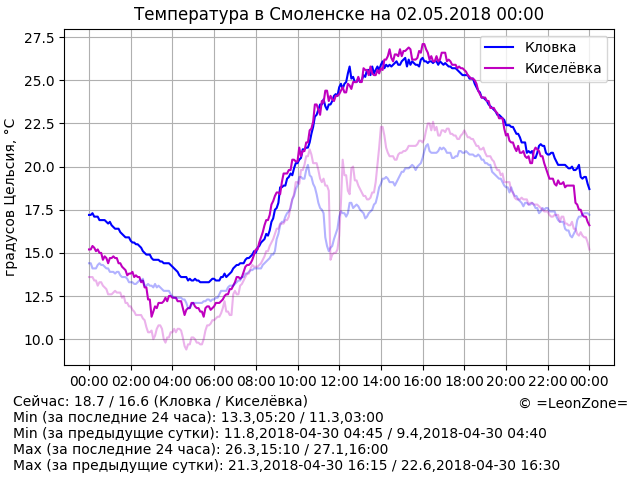 Температура в Смоленске на 02.05.2018 00:00
27.5
25.0
22.5
20.0
17.5
15.0
12.5
10.0
градусов Цельсия, °C
Кловка
Киселёвка
00:00 02:00 04:00 06:00 08:00 10:00 12:00 14:00 16:00 18:00 20:00 22:00 00:00
Сейчас: 18.7 / 16.6 (Кловка / Киселёвка)
© =LeonZone=
Min (за последние 24 часа): 13.3,05:20 / 11.3,03:00
Min (за предыдущие сутки): 11.8,2018-04-30 04:45 / 9.4,2018-04-30 04:40
Max (за последние 24 часа): 26.3,15:10 / 27.1,16:00
Max (за предыдущие сутки): 21.3,2018-04-30 16:15 / 22.6,2018-04-30 16:30